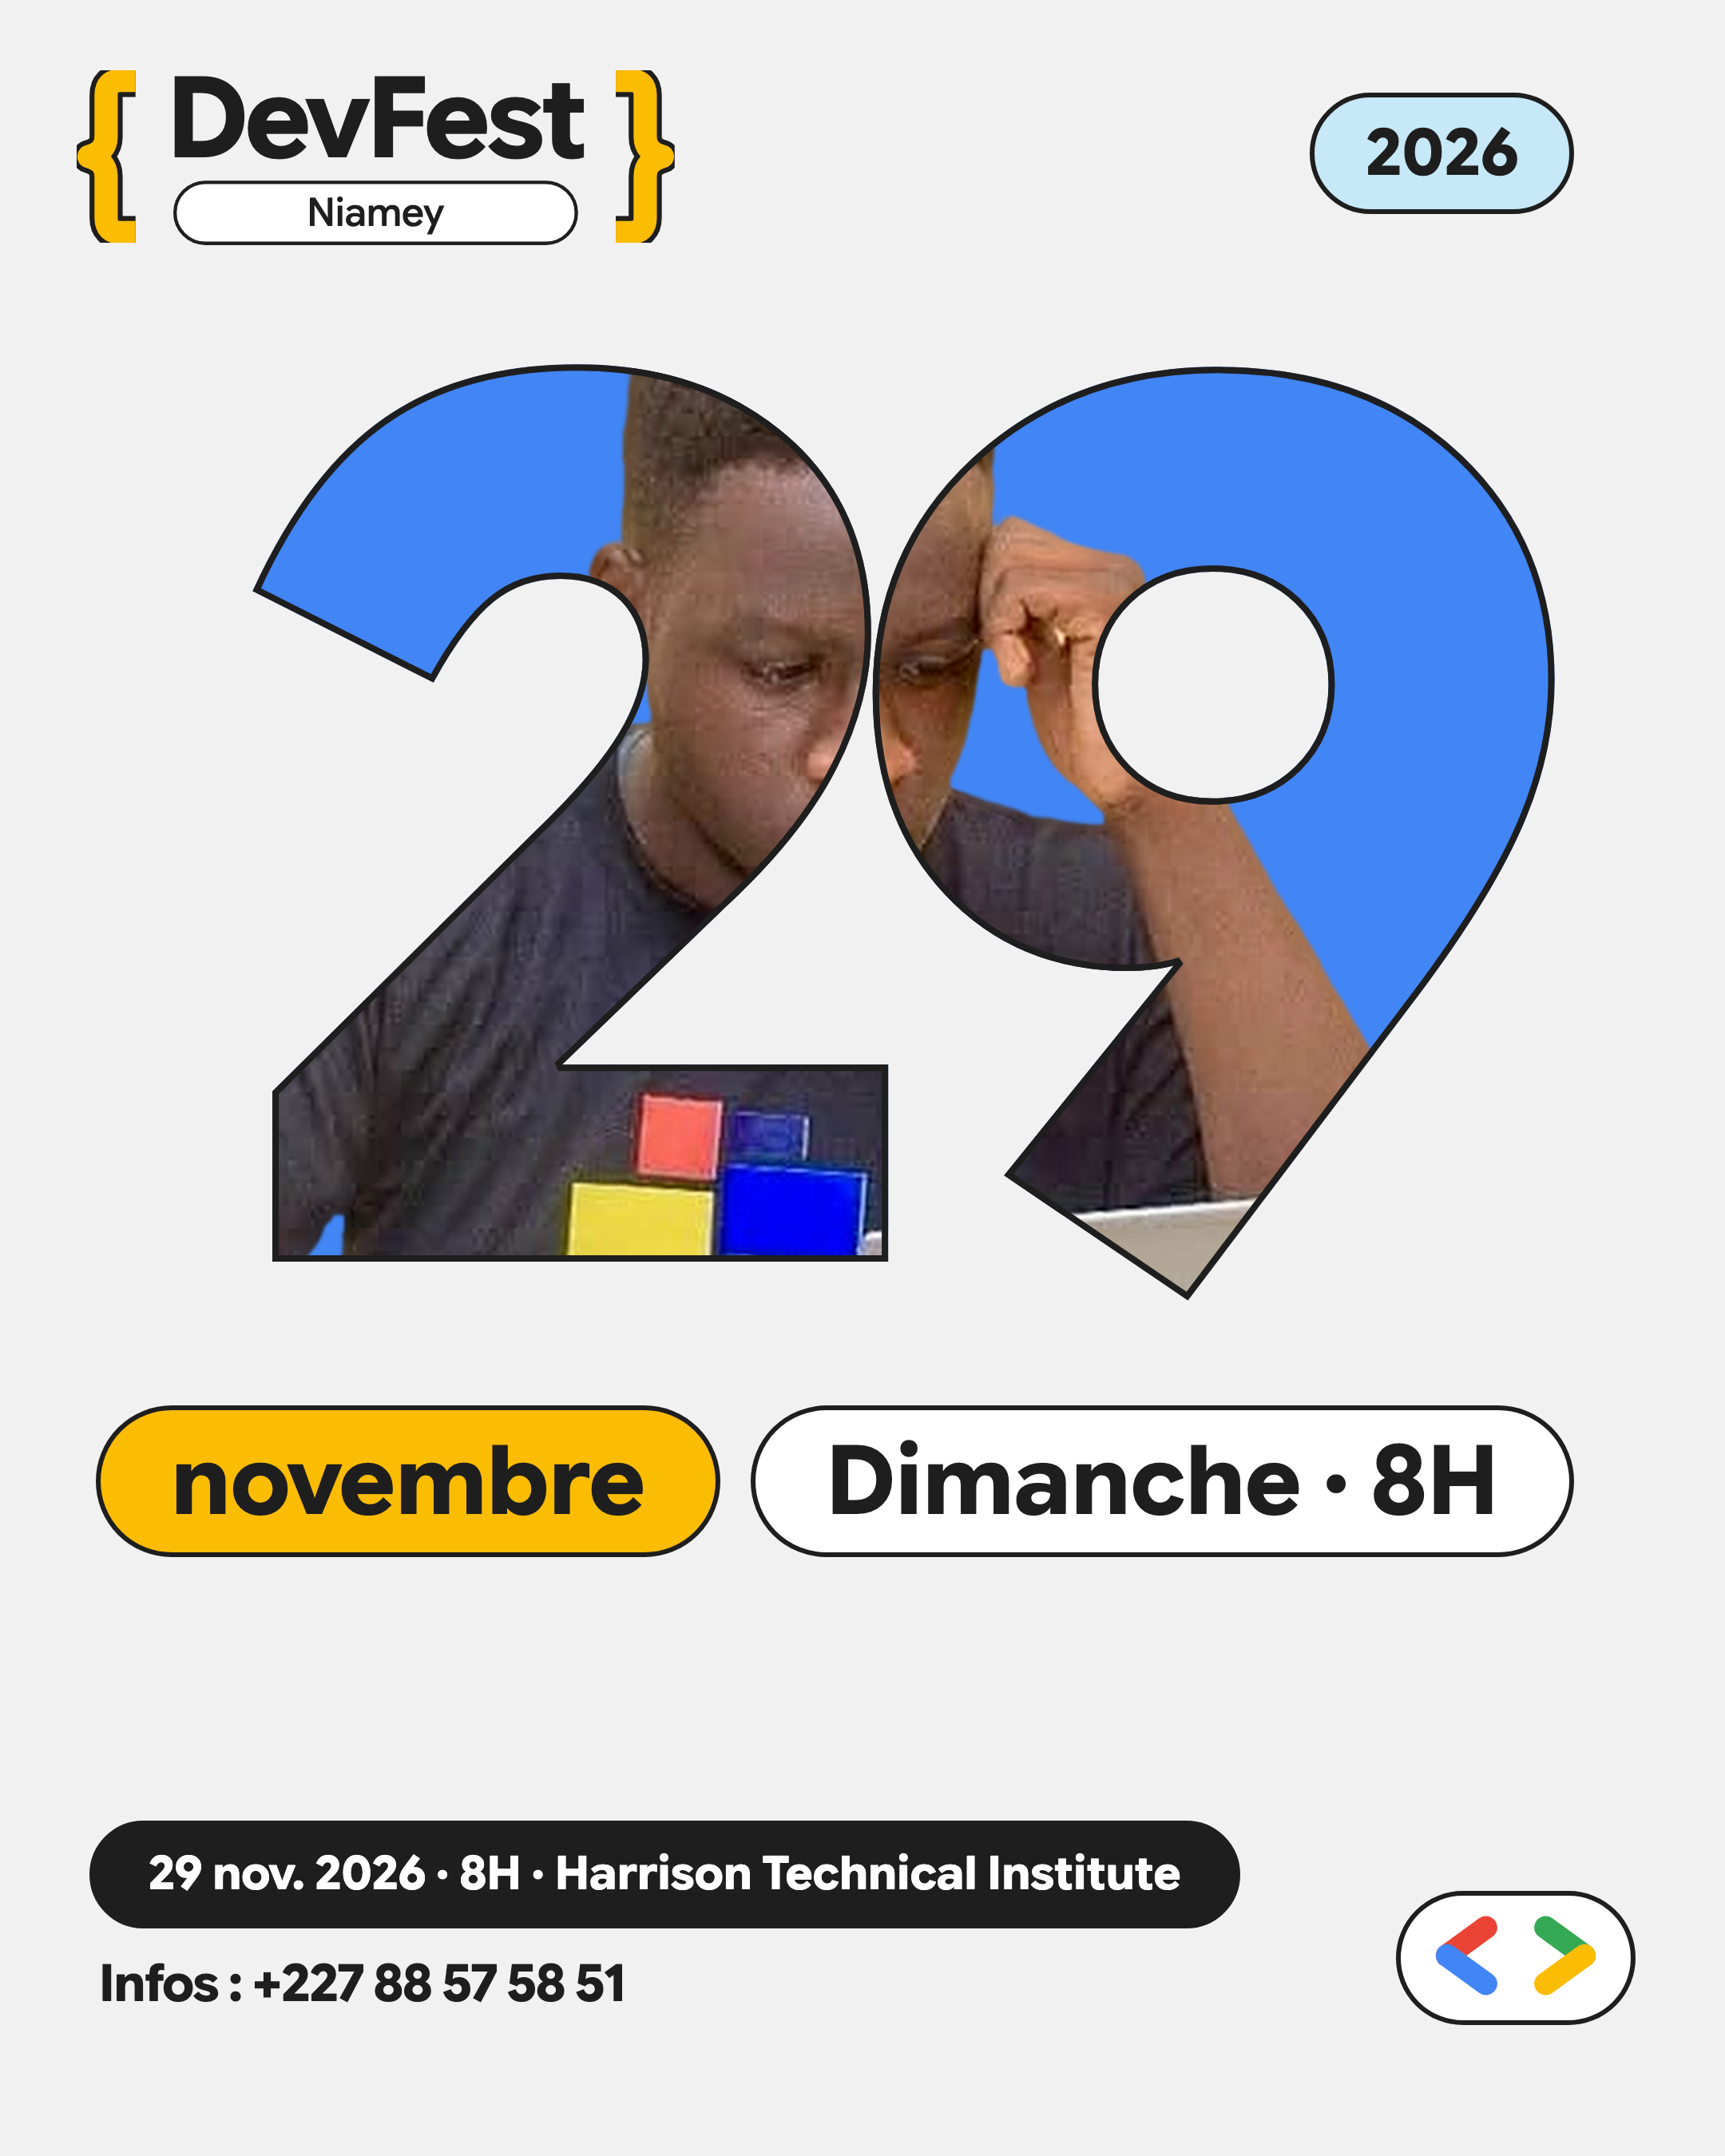 DevFest
Niamey
2026
29
novembre
Dimanche · 8H
29 nov. 2026 · 8H · Harrison Technical Institute
Infos : +227 88 57 58 51